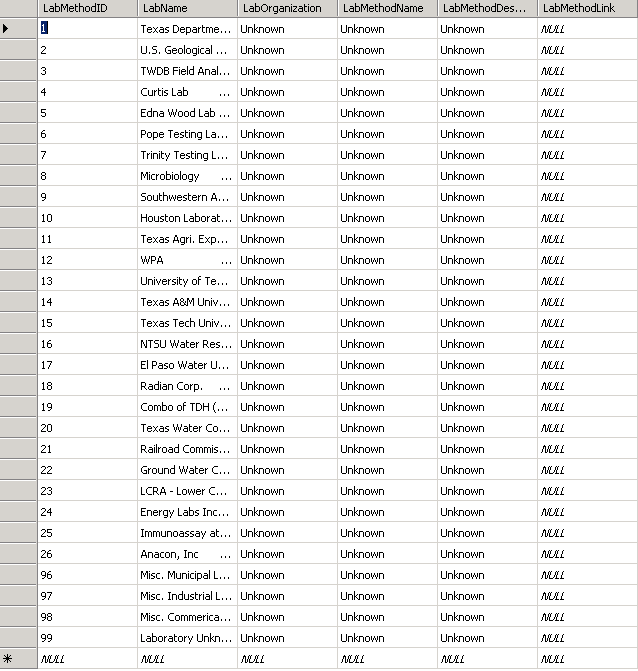 LabMethodID LabName LabOrganization LabMethodName LabMethodDes... LabMethodLink
1 Texas Departme... Unknown Unknown Unknown NULL
2 U.S. Geological ... Unknown Unknown Unknown NULL
3 TWDB Field Anal... Unknown Unknown Unknown NULL
4 Curtis Lab ... Unknown Unknown Unknown NULL
5 Edna Wood Lab ... Unknown Unknown Unknown NULL
6 Pope Testing La... Unknown Unknown Unknown NULL
7 Trinity Testing L... Unknown Unknown Unknown NULL
8 Microbiology ... Unknown Unknown Unknown NULL
9 Southwestern A... Unknown Unknown Unknown NULL
10 Houston Laborat... Unknown Unknown Unknown NULL
11 Texas Agri. Exp... Unknown Unknown Unknown NULL
12 WPA ... Unknown Unknown Unknown NULL
13 University of Te... Unknown Unknown Unknown NULL
14 Texas A&M Univ... Unknown Unknown Unknown NULL
15 Texas Tech Univ... Unknown Unknown Unknown NULL
16 NTSU Water Res... Unknown Unknown Unknown NULL
17 El Paso Water U... Unknown Unknown Unknown NULL
18 Radian Corp. ... Unknown Unknown Unknown NULL
19 Combo of TDH (... Unknown Unknown Unknown NULL
20 Texas Water Co... Unknown Unknown Unknown NULL
21 Railroad Commis... Unknown Unknown Unknown NULL
22 Ground Water C... Unknown Unknown Unknown NULL
23 LCRA - Lower C... Unknown Unknown Unknown NULL
24 Energy Labs Inc... Unknown Unknown Unknown NULL
25 Immunoassay at... Unknown Unknown Unknown NULL
26 Anacon, Inc ... Unknown Unknown Unknown NULL
96 Misc. Municipal L... Unknown Unknown Unknown NULL
97 Misc. Industrial L... Unknown Unknown Unknown NULL
98 Misc. Commerica... Unknown Unknown Unknown NULL
99 Laboratory Unkn... Unknown Unknown Unknown NULL
NULL NULL NULL NULL NULL NULL